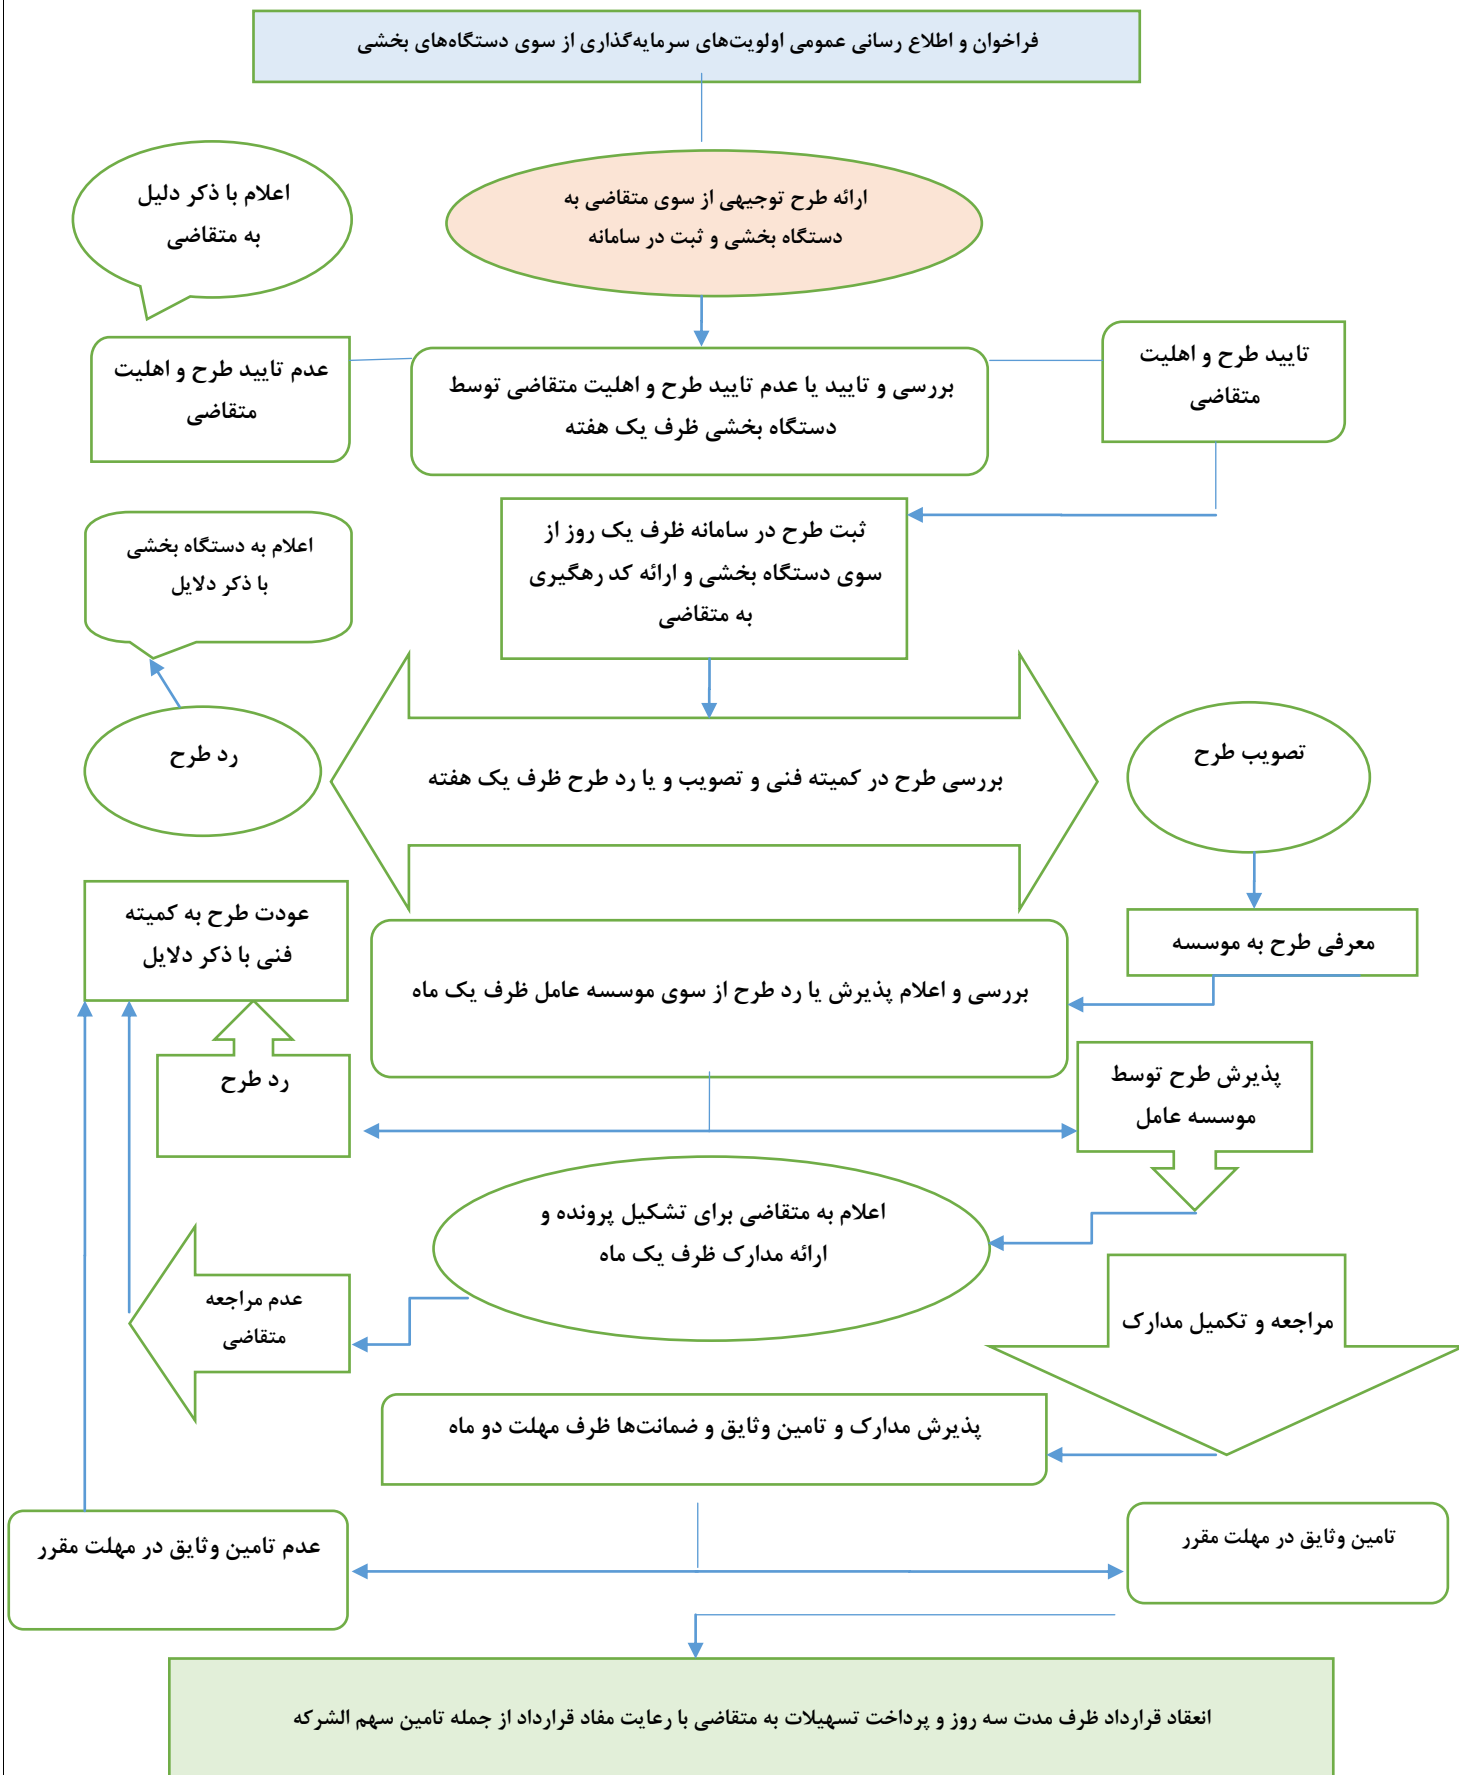 فراخوان و اطلاع رسانی عمومی اولویت‌های سرمایه‌گذاری از سوی دستگاه‌های بخشی
ارائه طرح توجیهی از سوی متقاضی به
دستگاه بخشی و ثبت در سامانه
اعلام با ذکر دلیل
به متقاضی
تایید طرح و اهلیت
متقاضی
بررسی و تایید یا عدم تایید طرح و اهلیت متقاضی توسط
دستگاه بخشی ظرف یک هفته
عدم تایید طرح و اهلیت
متقاضی
ثبت طرح در سامانه ظرف یک روز از
سوی دستگاه بخشی و ارائه کد رهگیری
به متقاضی
اعلام به دستگاه بخشی
با ذکر دلایل
تصویب طرح
بررسی طرح در کمیته فنی و تصویب و یا رد طرح ظرف یک هفته
رد طرح
معرفی طرح به موسسه
بررسی و اعلام پذیرش یا رد طرح از سوی موسسه عامل ظرف یک ماه
عودت طرح به کمیته
فنی با ذکر دلایل
پذیرش طرح توسط
موسسه عامل
رد طرح
اعلام به متقاضی برای تشکیل پرونده و
ارائه مدارک ظرف یک ماه
مراجعه و تکمیل مدارک
عدم مراجعه
متقاضی
پذیرش مدارک و تامین وثایق و ضمانت‌ها ظرف مهلت دو ماه
تامین وثایق در مهلت مقرر
عدم تامین وثایق در مهلت مقرر
انعقاد قرارداد ظرف مدت سه روز و پرداخت تسهیلات به متقاضی با رعایت مفاد قرارداد از جمله تامین سهم الشرکه